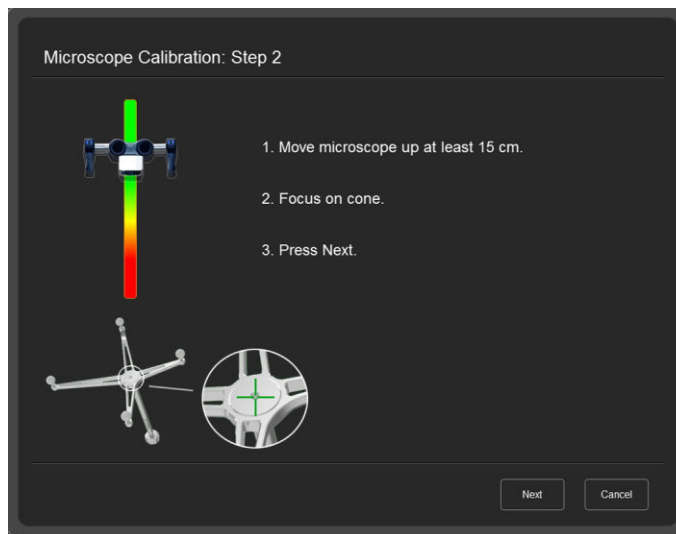 Microscope Calibration: Step 2
1. Move microscope up at least 15 cm.
2. Focus on cone.
3. Press Next.
Next
Cancel